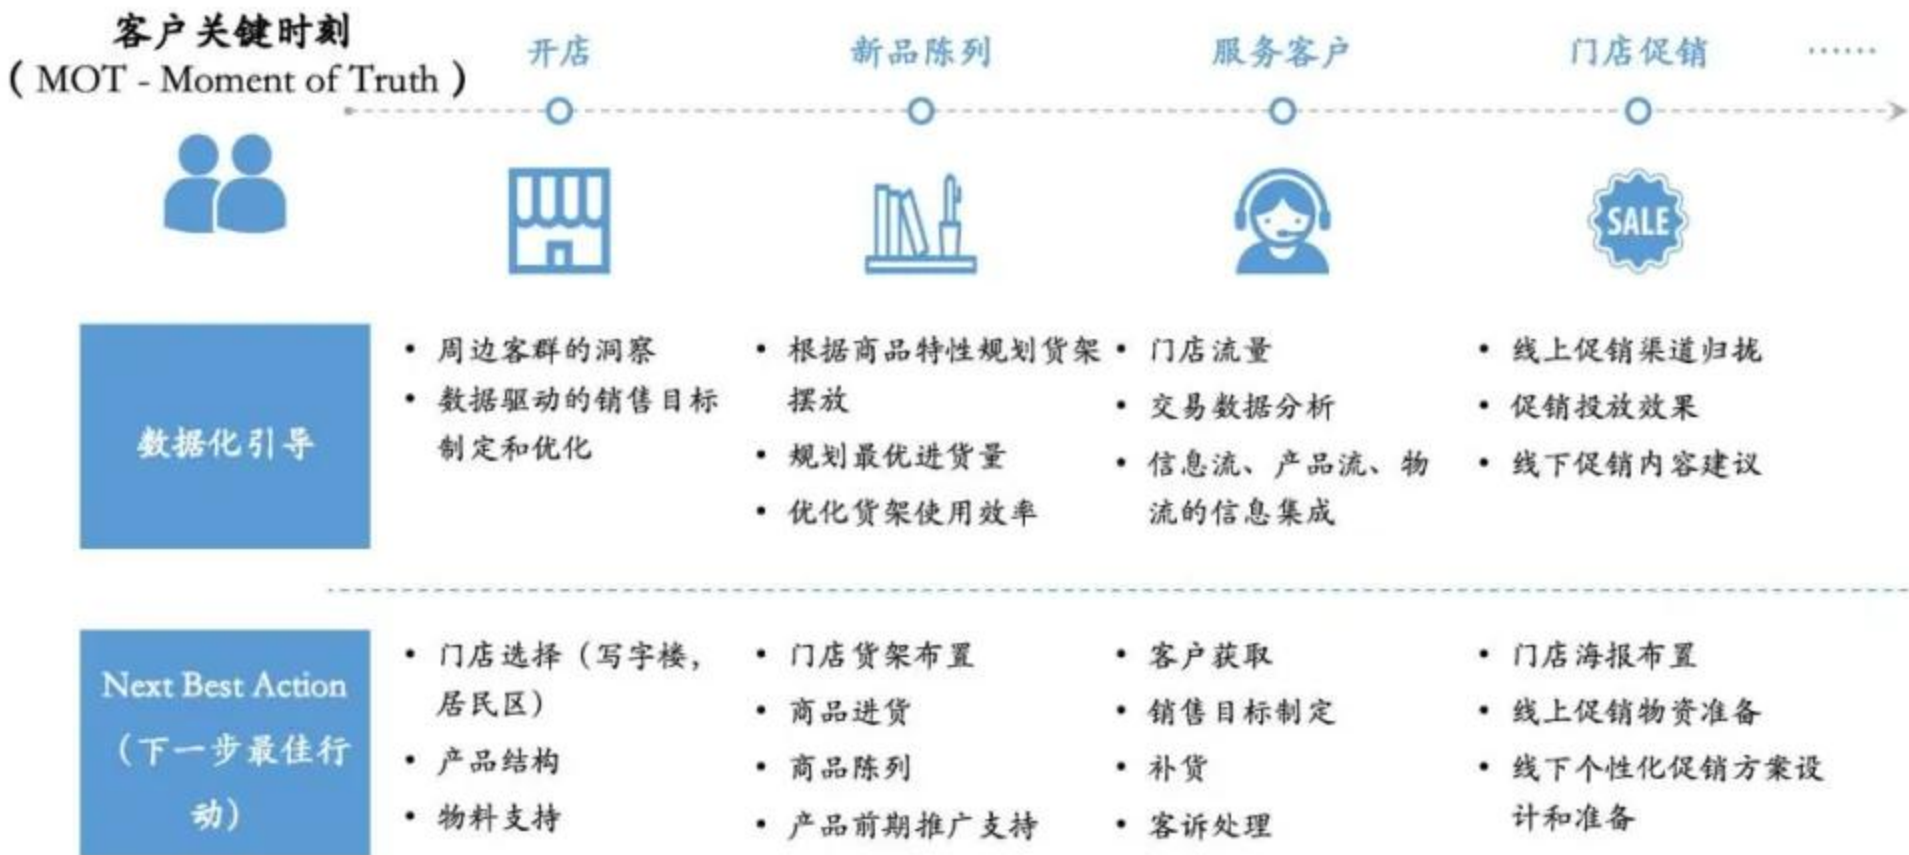 客户关键时刻
( MOT - Moment of Truth )
开店
新品陈列
服务客户
门店促销
······
SALE
数据化引导
• 周边客群的洞察
• 数据驱动的销售目标
制定和优化
• 根据商品特性规划货架
摆放
• 规划最优进货量
• 优化货架使用效率
• 门店流量
• 交易数据分析
• 信息流、产品流、物
流的信息集成
• 线上促销渠道归拢
• 促销投放效果
• 线下促销内容建议
Next Best Action
（下一步最佳行
动）
• 门店选择（写字楼，
居民区）
• 产品结构
• 物料支持
• 门店货架布置
• 商品进货
• 商品陈列
• 产品前期推广支持
• 客户获取
• 销售目标制定
• 补货
• 客诉处理
• 门店海报布置
• 线上促销物资准备
• 线下个性化促销方案设
计和准备